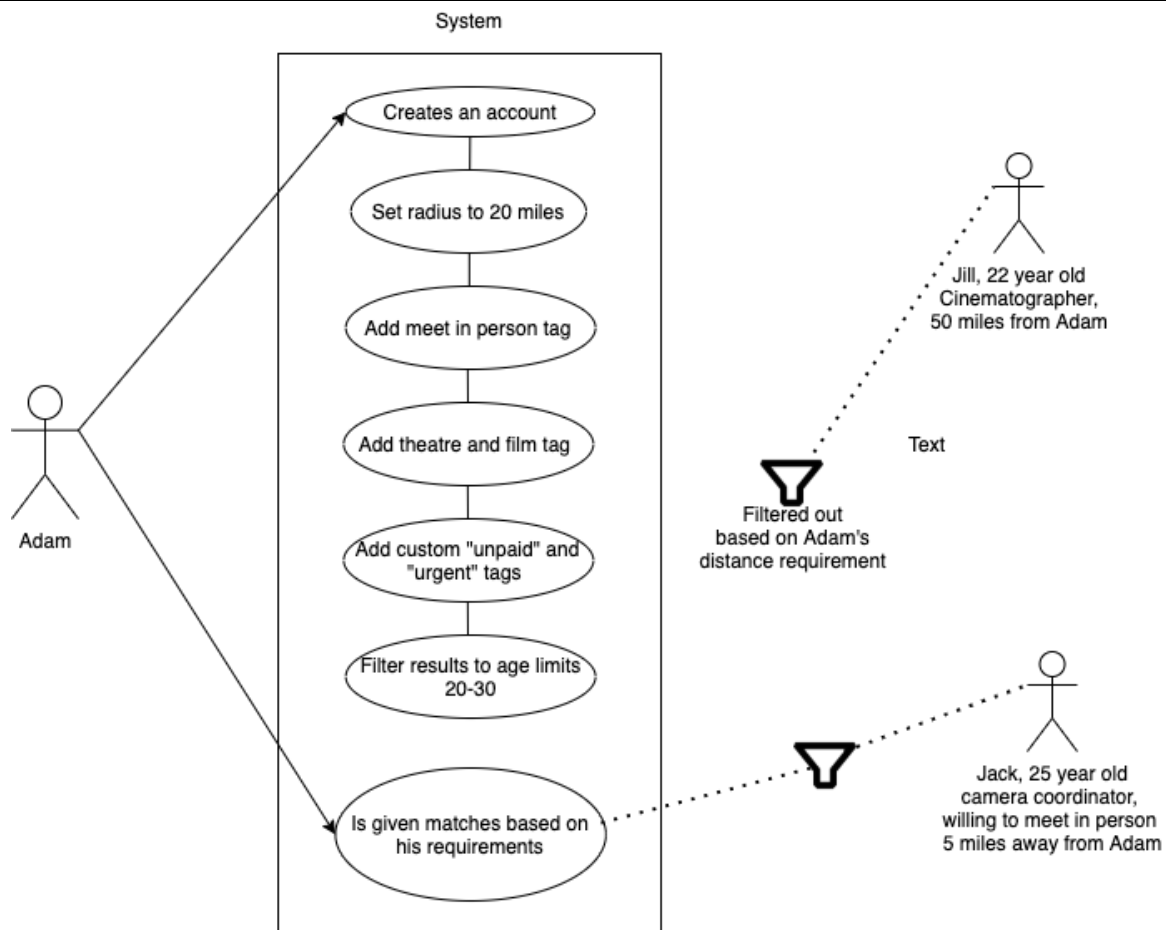 System
Creates an account
Set radius to 20 miles
Add meet in person tag
Add theatre and film tag
Add custom "unpaid" and
"urgent" tags
Filter results to age limits
20-30
Is given matches based on
his requirements
Adam
Jill, 22 year old
Cinematographer,
50 miles from Adam
Text
Filtered out
based on Adam's
distance requirement
Jack, 25 year old
camera coordinator,
willing to meet in person
5 miles away from Adam